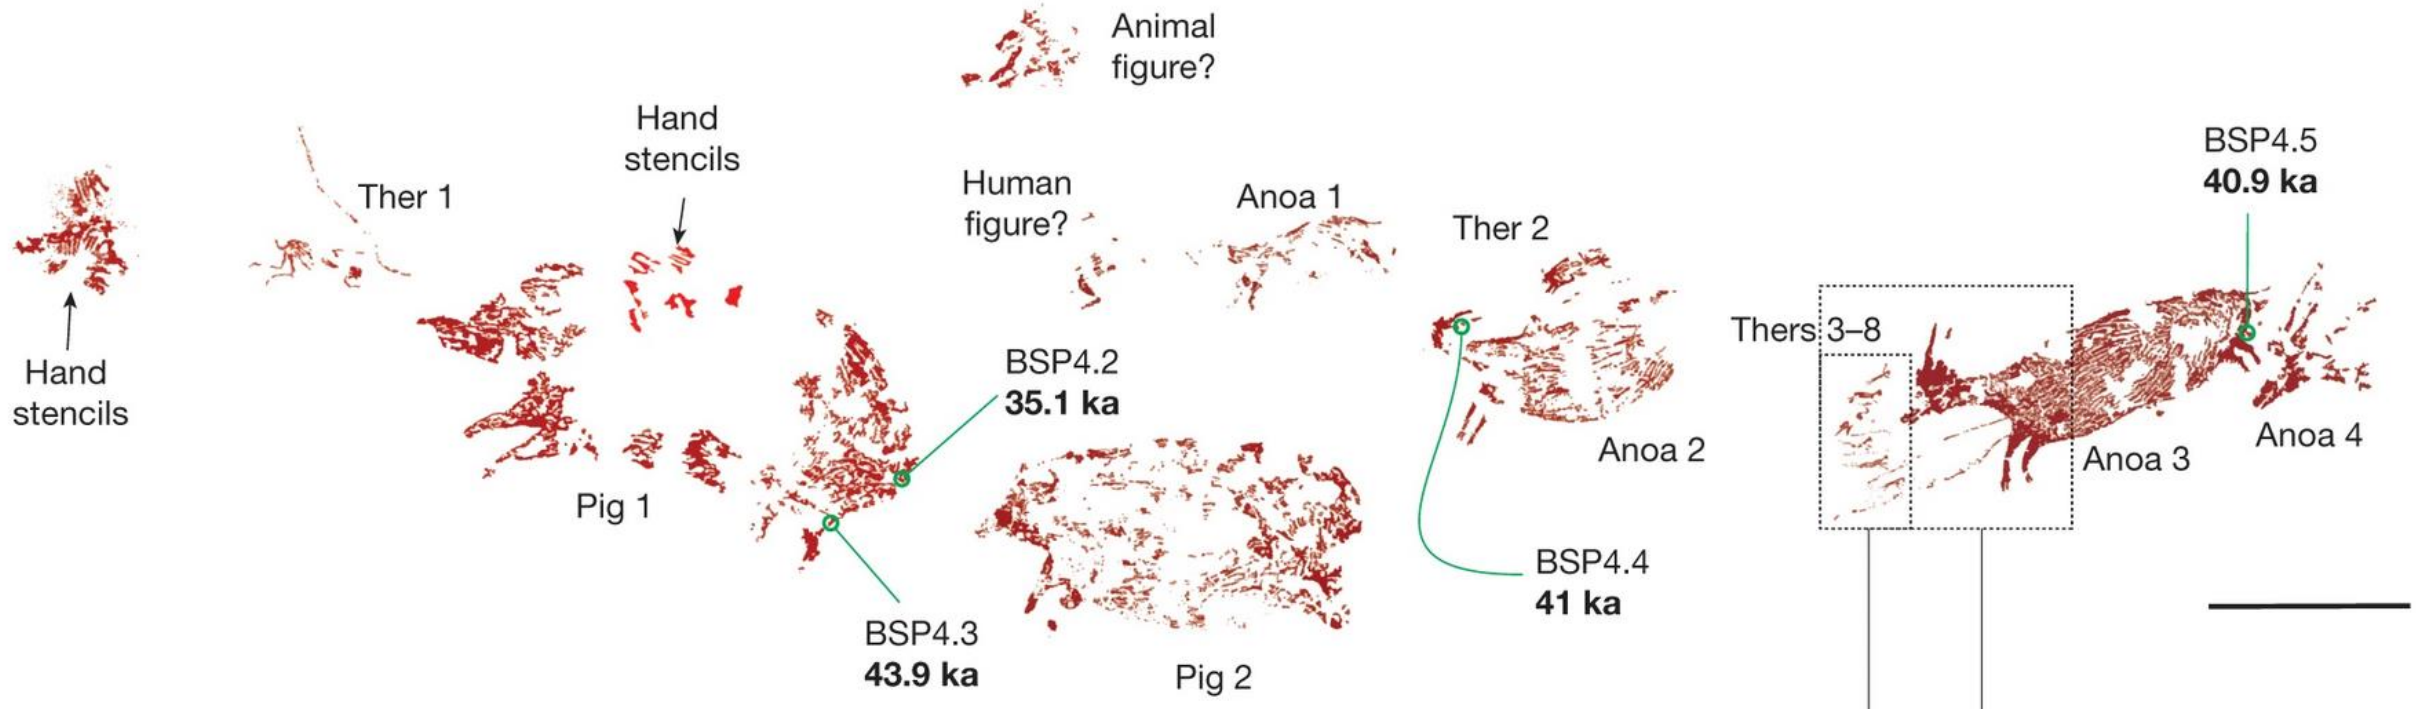 Animal
figure?
Hand
stencils
Ther 1
Human
figure?
Anoa 1
Ther 2
BSP4.5
40.9 ka
Thers 3–8
Hand
stencils
BSP4.2
35.1 ka
Pig 1
Anoa 2
Anoa 3
Anoa 4
BSP4.4
41 ka
BSP4.3
43.9 ka
Pig 2